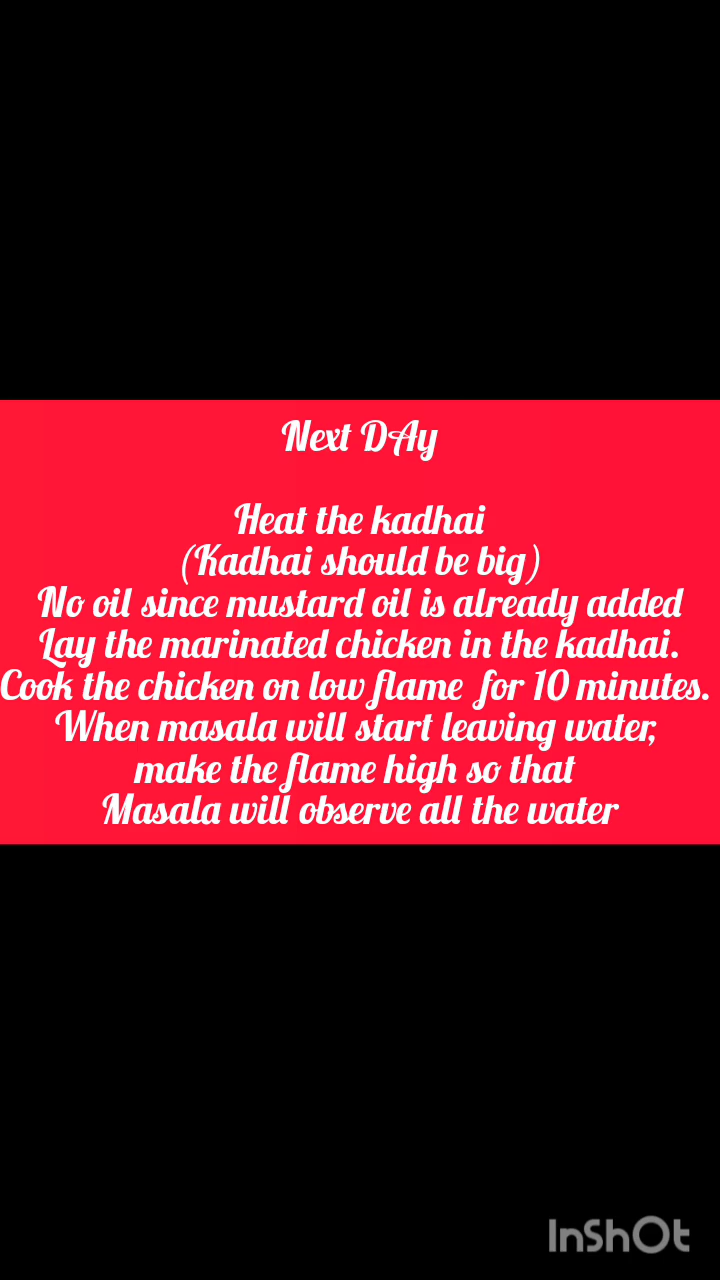 Next DAy
Heat the kadhai
(Kadhai should be big)
No oil since mustard oil is already added
Lay the marinated chicken in the kadhai.
Cook the chicken on low flame for 10 minutes.
When masala will start leaving water,
make the flame high so that
Masala will observe all the water
InShOt